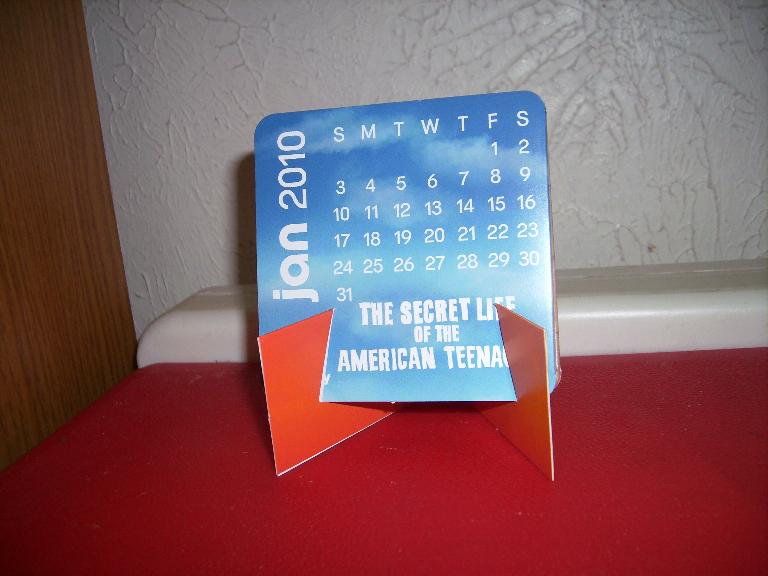 jan 2010
S M T W T F S
1 2
3 4 5 6 7 8 9
10 11 12 13 14 15 16
17 18 19 20 21 22 23
24 25 26 27 28 29 30
31
THE SECRET LIFE
OF THE
AMERICAN TEENA